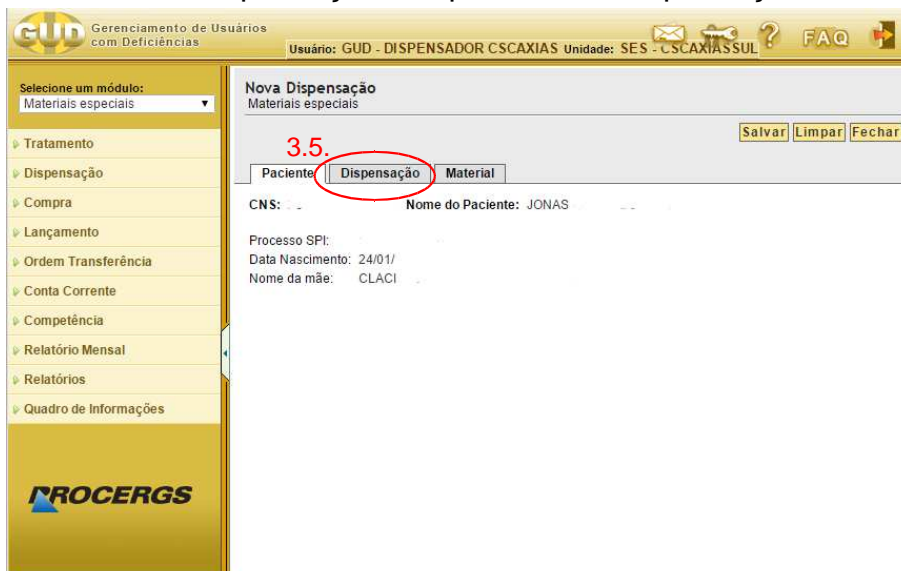 GUD Gerenciamento de Usuários
com Deficiências
Usuário: GUD - DISPENSADOR CSCAXIAS Unidade: SES - CSCAXIASSUL
? FAQ
Selecione um módulo:
Materiais especiais
Tratamento
Dispensação
Compra
Lançamento
Ordem Transferência
Conta Corrente
Competência
Relatório Mensal
Relatórios
Quadro de Informações
PROCERGS
Nova Dispensação
Materiais especiais
Salvar Limpar Fechar
3.5.
Paciente Dispensação Material
CNS: Nome do Paciente: JONAS
Processo SPI:
Data Nascimento: 24/01/
Nome da mãe: CLACI